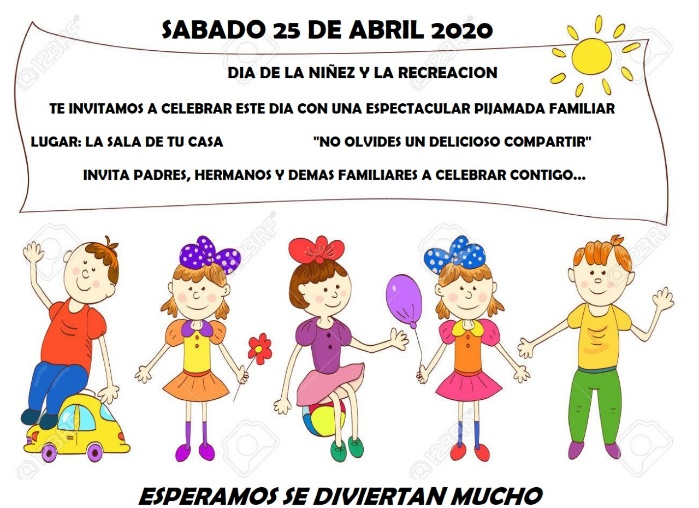 SABADO 25 DE ABRIL 2020
DIA DE LA NIÑEZ Y LA RECREACION
TE INVITAMOS A CELEBRAR ESTE DIA CON UNA ESPECTACULAR PIJAMADA FAMILIAR
LUGAR: LA SALA DE TU CASA "NO OLVIDES UN DELICIOSO COMPARTIR"
INVITA PADRES, HERMANOS Y DEMAS FAMILIARES A CELEBRAR CONTIGO...
ESPERAMOS SE DIVIERTAN MUCHO
123RF